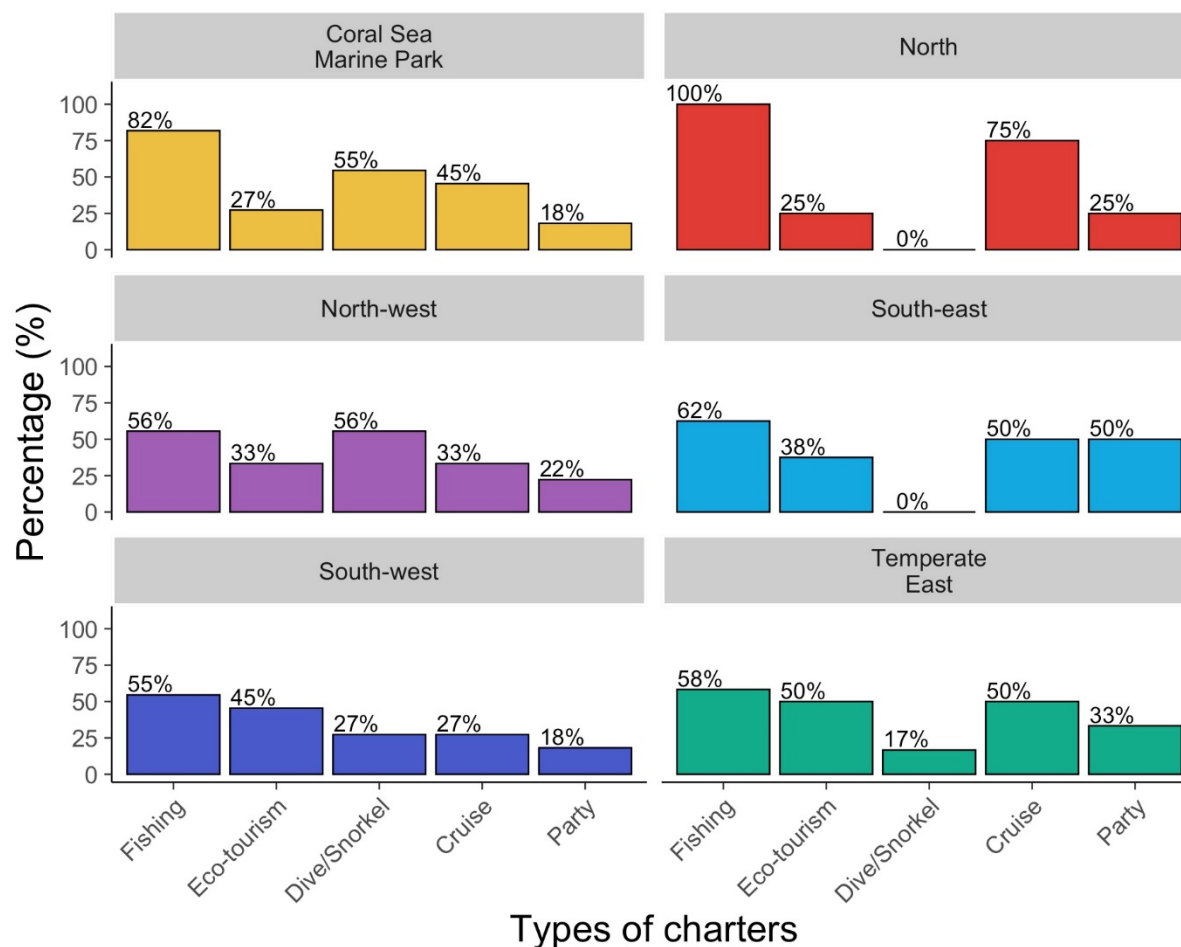 Coral Sea
Marine Park
North
100
75
50
25
0
82%
27%
55%
45%
18%
100%
25%
0%
75%
25%
North-west
South-east
100
75
50
25
0
56%
33%
56%
33%
22%
62%
38%
0%
50%
50%
South-west
Temperate
East
100
75
50
25
0
55%
45%
27%
27%
18%
58%
50%
17%
50%
33%
Percentage (%)
Fishing
Eco-tourism
Dive/Snorkel
Cruise
Party
Fishing
Eco-tourism
Dive/Snorkel
Cruise
Party
Types of charters